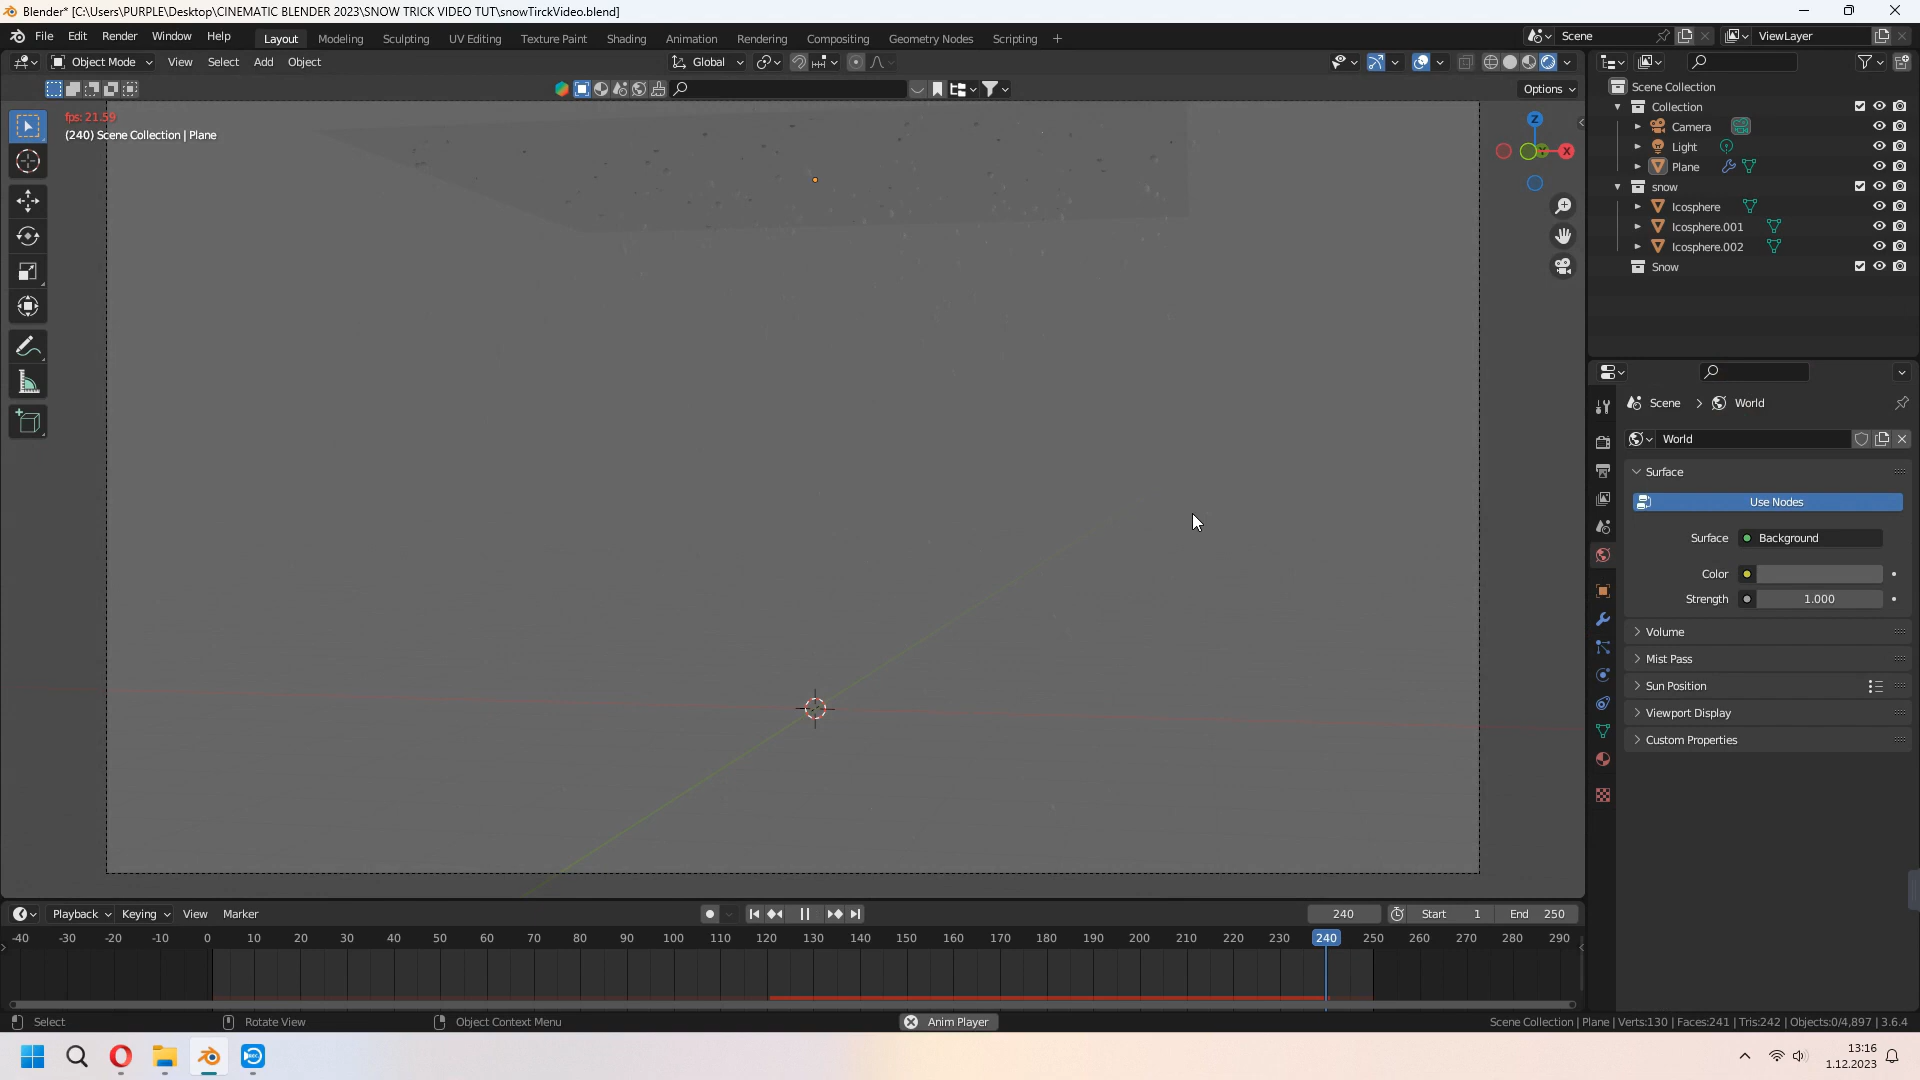 Blender* [C:\Users\PURPLE\Desktop\CINEMATIC BLENDER 2023\SNOW TRICK VIDEO TUT\snowTirckVideo.blend]
File Edit Render Window Help Layout Modeling Sculpting UV Editing Texture Paint Shading Animation Rendering Compositing Geometry Nodes Scripting + Scene ViewLayer
Object Mode View Select Add Object Global
Options
Scene Collection
Collection
Camera
Light
Plane
snow
Icosphere
Icosphere.001
Icosphere.002
Snow
fps: 21.59
(240) Scene Collection | Plane
Z
Y X
Scene > World
World
Surface
Use Nodes
Surface Background
Color
Strength 1.000
Volume
Mist Pass
Sun Position
Viewport Display
Custom Properties
Playback Keying View Marker 240 Start 1 End 250
-40 -30 -20 -10 0 10 20 30 40 50 60 70 80 90 100 110 120 130 140 150 160 170 180 190 200 210 220 230 240 250 260 270 280 290
Select Rotate View Object Context Menu Anim Player Scene Collection | Plane | Verts:130 | Faces:241 | Tris:242 | Objects:0/4,897 | 3.6.4
13:16
1.12.2023